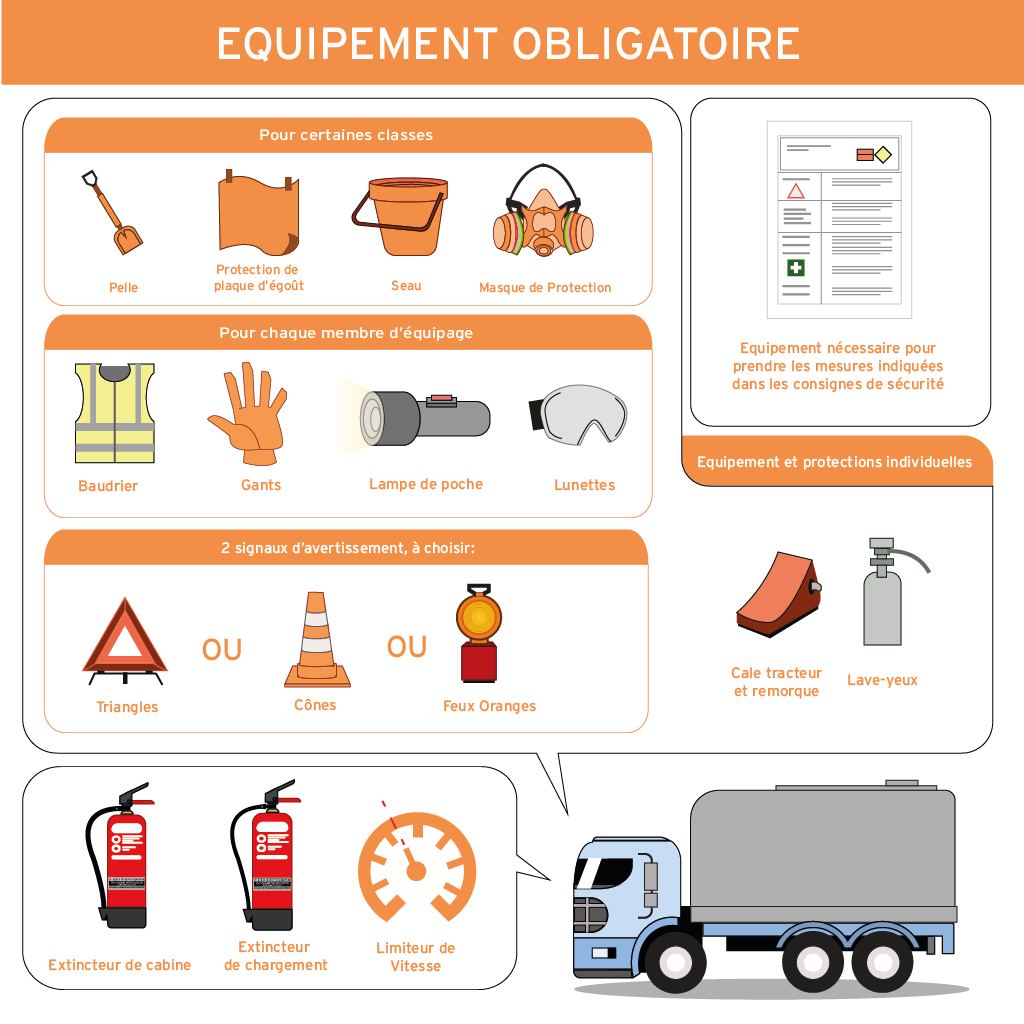 EQUIPEMENT OBLIGATOIRE
Pour certaines classes
Pelle
Protection de
plaque d'égoût
Seau
Masque de Protection
Pour chaque membre d'équipage
Baudrier
Gants
Lampe de poche
Lunettes
2 signaux d'avertissement, à choisir:
OU
OU
Triangles
Cônes
Feux Oranges
Equipement nécessaire pour
prendre les mesures indiquées
dans les consignes de sécurité
Equipement et protections individuelles
Cale tracteur
et remorque
Lave-yeux
Extincteur de cabine
Extincteur
de chargement
Limiteur de
Vitesse